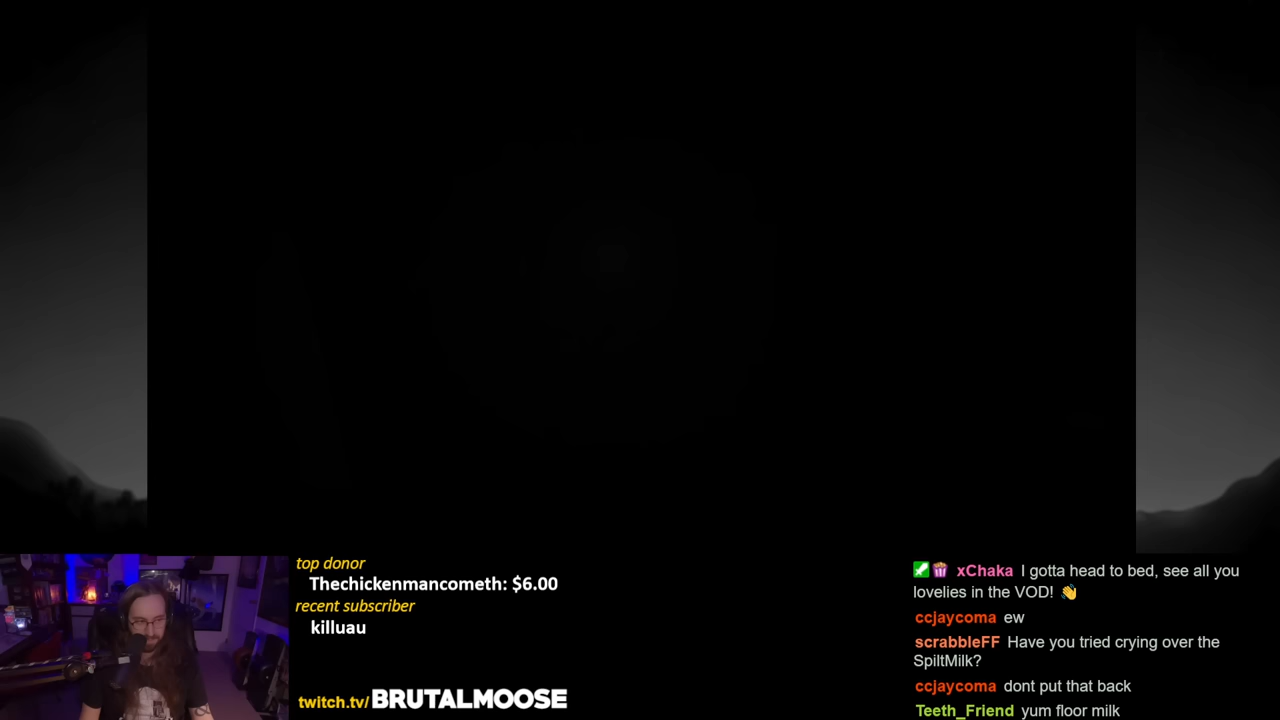 top donor
Thechickenmancometh: $6.00
recent subscriber
killuau
twitch.tv/BRUTALMOOSE
xChaka I gotta head to bed, see all you
lovelies in the VOD! 👋
ccjaycoma ew
scrabbleFF Have you tried crying over the
SpiltMilk?
ccjaycoma dont put that back
Teeth_Friend yum floor milk